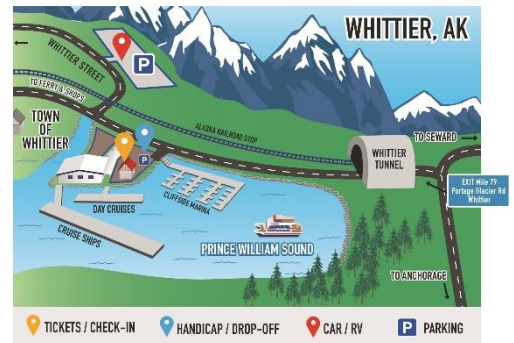 WHITTIER, AK
WHITTIER STREET
P
TO FERRY & SHOPS
TOWN
OF
WHITTIER
ALASKA RAILROAD STOP
TO SEWARD
WHITTIER
TUNNEL
P
EXIT Mile 79
Portage Glacier Rd
Whittier
CLIFFSIDE MARINA
DAY CRUISES
CRUISE SHIPS
PRINCE WILLIAM SOUND
TO ANCHORAGE
TICKETS / CHECK-IN
HANDICAP / DROP-OFF
CAR / RV
P PARKING